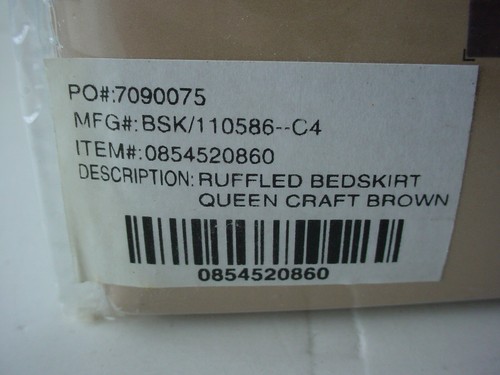 PO#:7090075
MFG#:BSK/110586--C4
ITEM#:0854520860
DESCRIPTION: RUFFLED BEDSKIRT
QUEEN CRAFT BROWN
0854520860